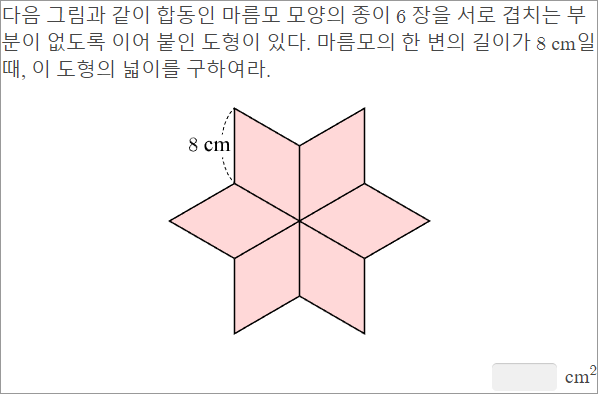 다음 그림과 같이 합동인 마름모 모양의 종이 6 장을 서로 겹치는 부
분이 없도록 이어 붙인 도형이 있다. 마름모의 한 변의 길이가 8 cm일
때, 이 도형의 넓이를 구하여라.
8 cm
cm²